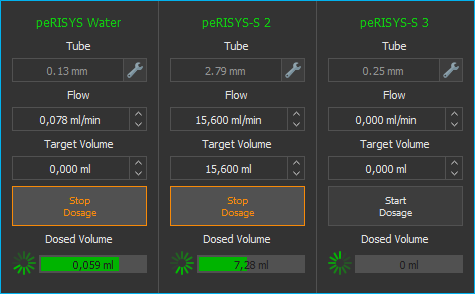 peRISYS Water
Tube
0.13 mm
Flow
0,078 ml/min
Target Volume
0,000 ml
Stop
Dosage
Dosed Volume
0,059 ml
peRISYS-S 2
Tube
2.79 mm
Flow
15,600 ml/min
Target Volume
15,600 ml
Stop
Dosage
Dosed Volume
7,28 ml
peRISYS-S 3
Tube
0.25 mm
Flow
0,000 ml/min
Target Volume
0,000 ml
Start
Dosage
Dosed Volume
0 ml